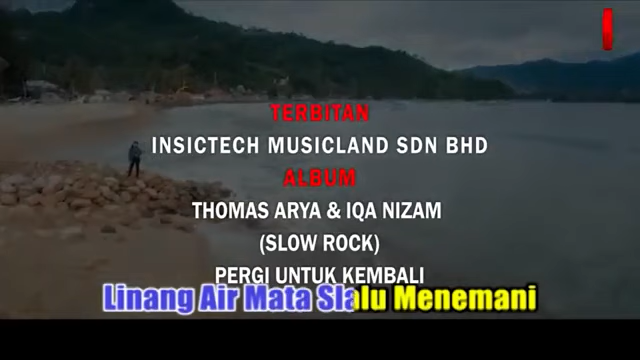 TERBITAN
INSICTECH MUSICLAND SDN BHD
ALBUM
THOMAS ARYA & IQA NIZAM
(SLOW ROCK)
PERGI UNTUK KEMBALI
Linang Air Mata Slalu Menemani